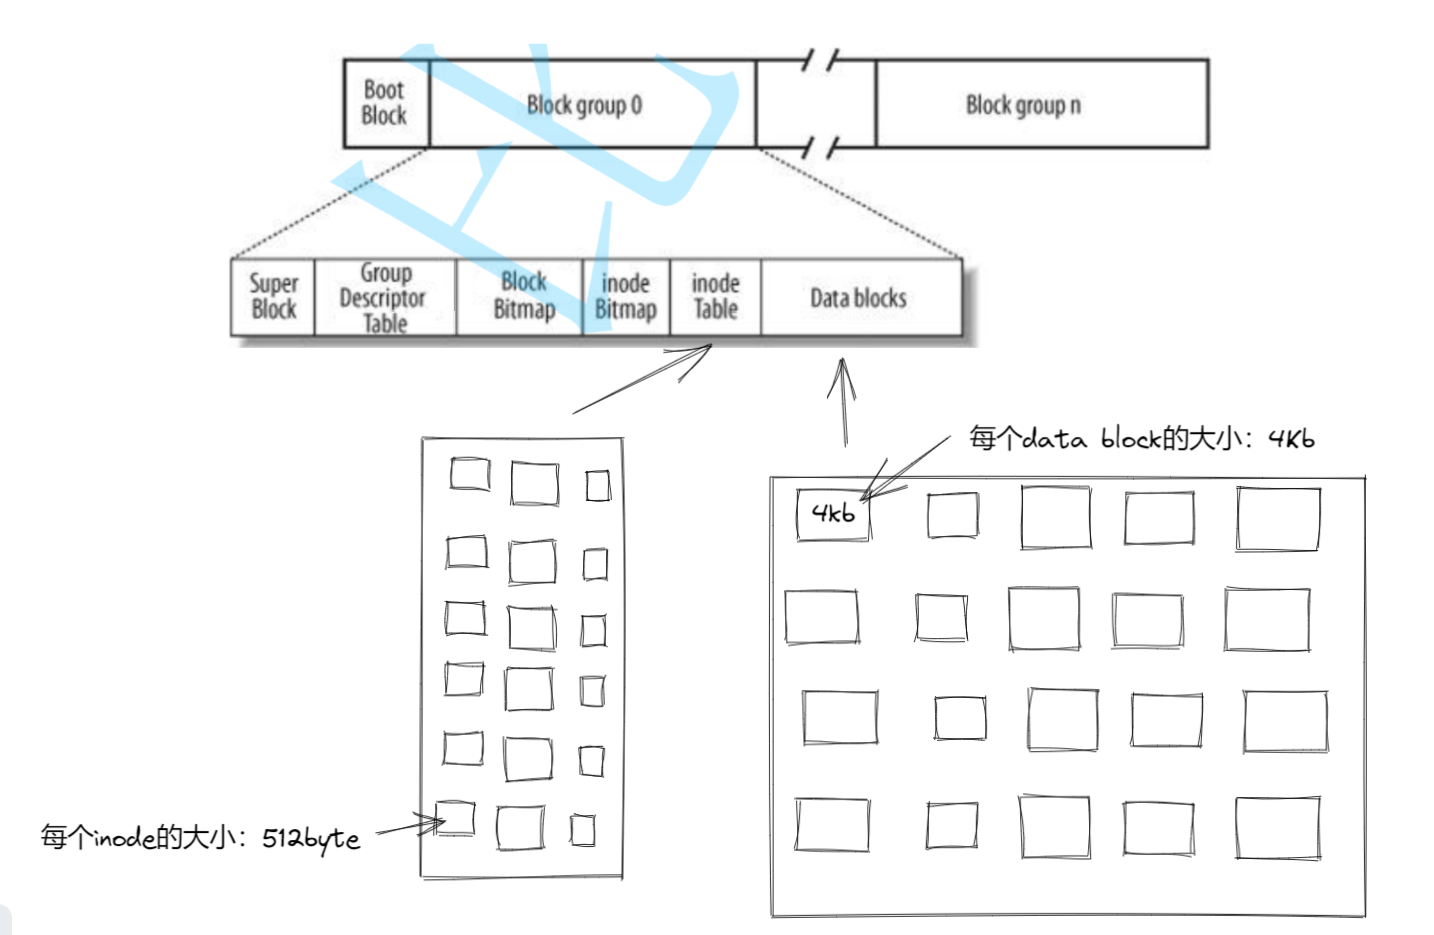 Boot
Block
Block group 0
Block group n
Super
Block
Group
Descriptor
Table
Block
Bitmap
inode
Bitmap
inode
Table
Data blocks
每个data block的大小：4Kb
4kb
每个inode的大小：512byte